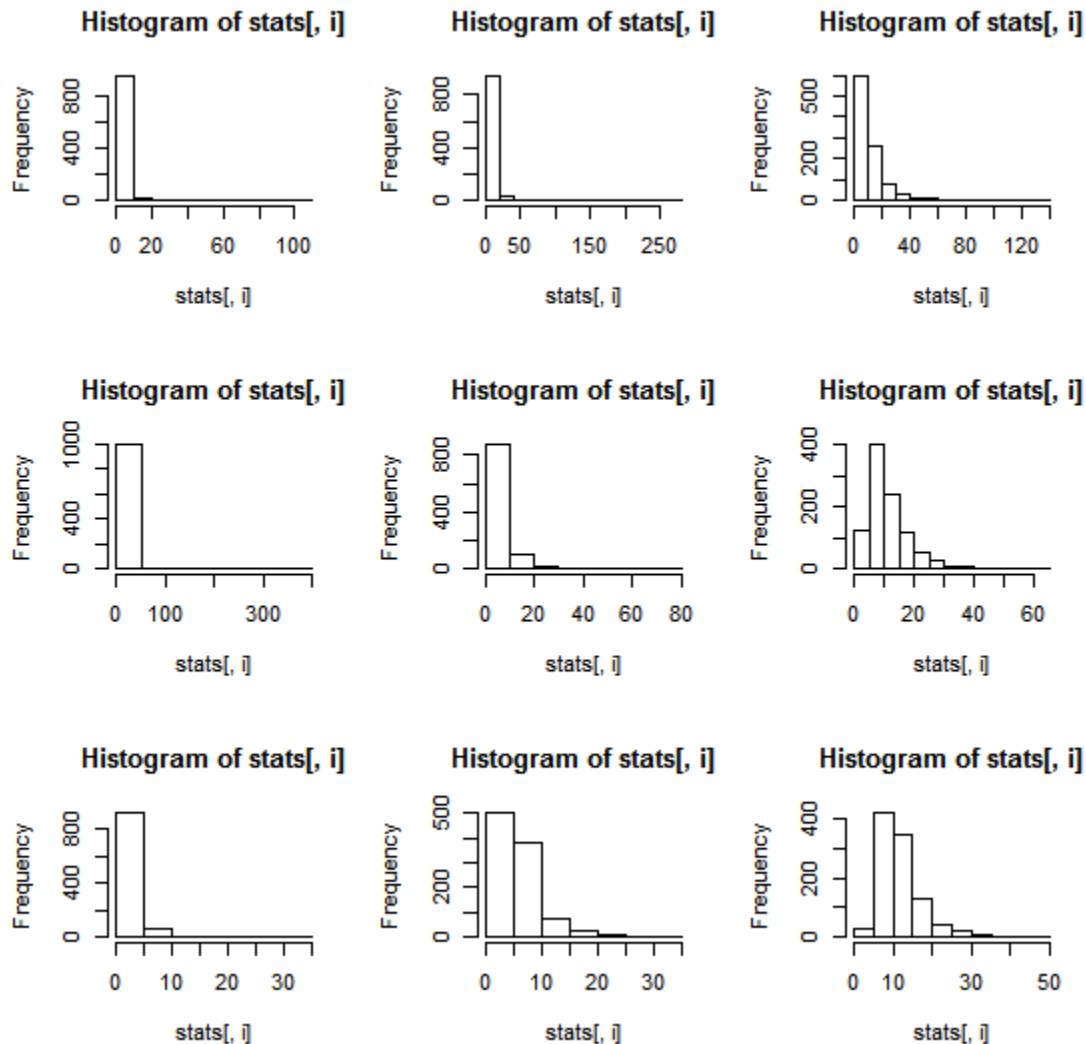 Histogram of stats[, i]
Frequency
0 400 800
0 20 60 100
stats[, i]
Histogram of stats[, i]
Frequency
0 400 800
0 50 150 250
stats[, i]
Histogram of stats[, i]
Frequency
0 200 500
0 40 80 120
stats[, i]
Histogram of stats[, i]
Frequency
0 400 1000
0 100 300
stats[, i]
Histogram of stats[, i]
Frequency
0 400 800
0 20 40 60 80
stats[, i]
Histogram of stats[, i]
Frequency
0 200 400
0 20 40 60
stats[, i]
Histogram of stats[, i]
Frequency
0 400 800
0 10 20 30
stats[, i]
Histogram of stats[, i]
Frequency
0 200 500
0 10 20 30
stats[, i]
Histogram of stats[, i]
Frequency
0 200 400
0 10 30 50
stats[, i]